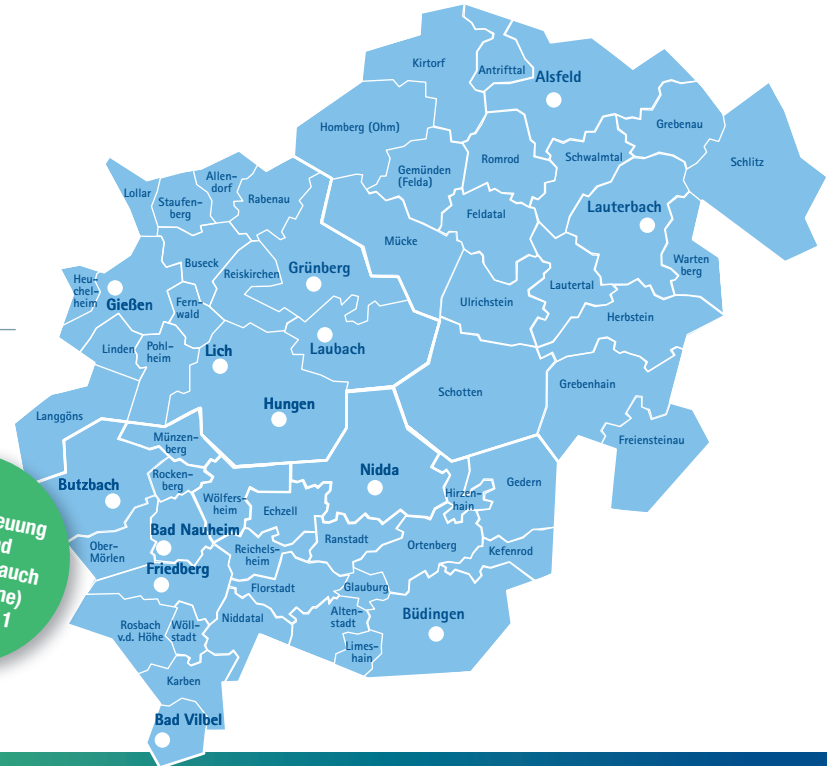 Kirtorf
Antrifttal
Alsfeld
Homberg (Ohm)
Grebenau
Gemünden
(Felda)
Romrod
Schwalmtal
Schlitz
Lollar
Allen-
dorf
Staufen-
berg
Rabenau
Feldatal
Lauterbach
Mücke
Buseck
Reiskirchen
Grünberg
Warten
berg
Heu-
chel-
heim
Gießen
Fern-
wald
Ulrichstein
Lautertal
Herbstein
Linden
Pohl-
heim
Lich
Laubach
Schotten
Grebenhain
Hungen
Langgöns
Freiensteinau
Münzen-
berg
Butzbach
Rocken-
berg
Nidda
Gedern
Hirzen-
hain
Wölfers-
heim
Echzell
Bad Nauheim
Ober-
Mörlen
Reichels-
heim
Ranstadt
Ortenberg
Kefenrod
Friedberg
Florstadt
Glauburg
Rosbach
v.d. Höhe
Wöll-
stadt
Niddatal
Alten-
stadt
Büdingen
Limes-
hain
Karben
Bad Vilbel
euung
d
auch
ne)
1